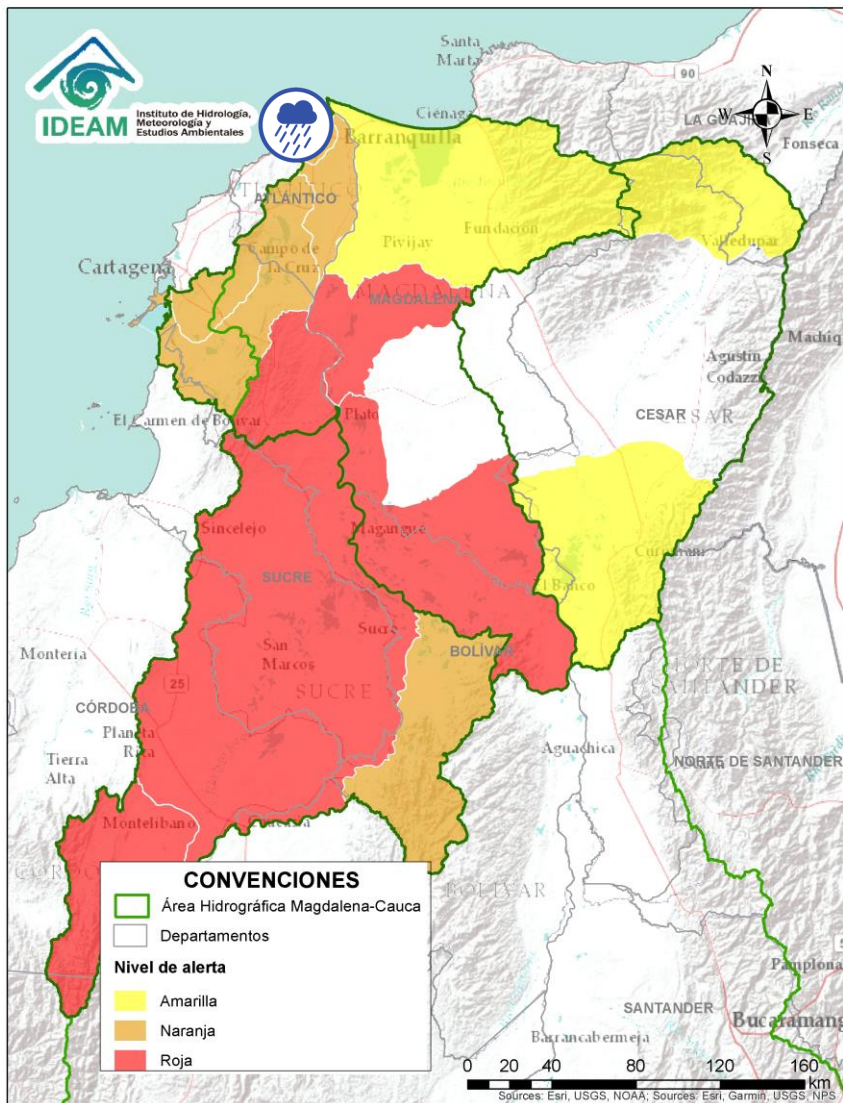 IDEAM
Instituto de Hidrología,
Meteorología y
Estudios Ambientales
Santa
Marta
90
N
W
E
S
LA GUAJI
Ciénaga
Barranquilla
Fonseca
ATLÁNTICO
Campo de
la Cruz
Pivijay
Fundación
Valledupar
Cartagena
MAGDALENA
Machiq
Agustín
Codazzi
El Carmen de Bolívar
Plato
CESAR
CESAR
Sincelejo
Magangué
SUCRE
El Banco
Sucre
San
Marcos
BOLÍVAR
Montería
SUCRE
25
NORTE DE
SANTANDER
CÓRDOBA
Planeta
Rica
Tierra
Alta
Aguachica
NORTE DE SANTANDER
Montelíbano
BOLÍVAR
CONVENCIONES
Área Hidrográfica Magdalena-Cauca
Departamentos
Nivel de alerta
Amarilla
Naranja
Roja
Pamplona
SANTANDER
Bucaramang
Barrancabermeja
0 20 40 80 120 160
km
Sources: Esri, USGS, NOAA; Sources: Esri, Garmin, USGS, NPS